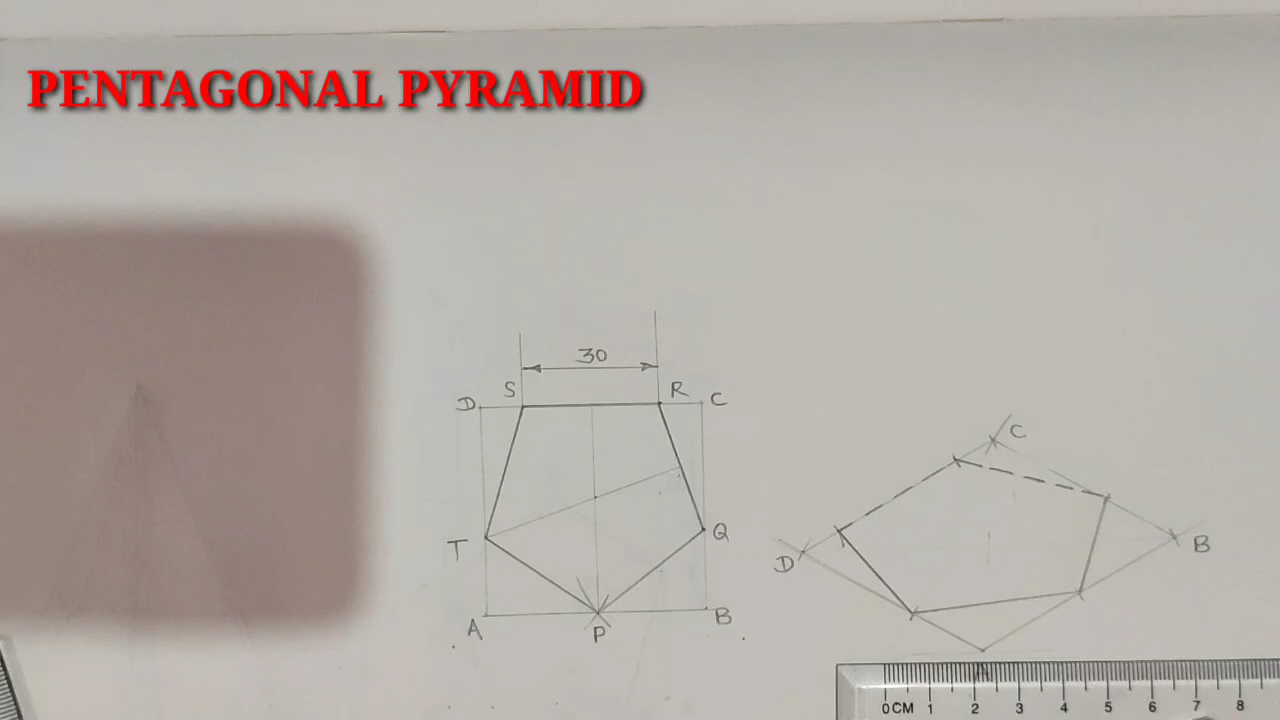 PENTAGONAL PYRAMID
30
D S R C
T Q
A P B
C
D B
A
0CM 1 2 3 4 5 6 7 8